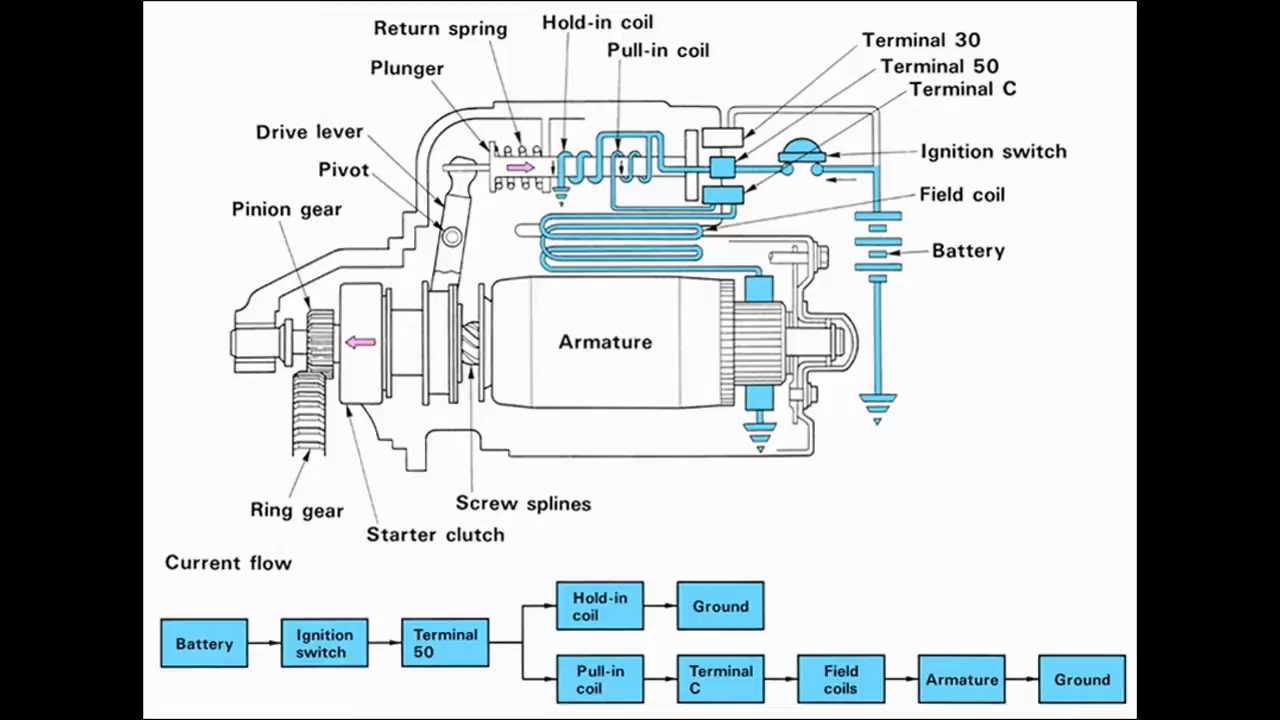 Return spring
Hold-in coil
Pull-in coil
Plunger
Terminal 30
Terminal 50
Terminal C
Drive lever
Pivot
Ignition switch
Pinion gear
Field coil
Battery
Armature
Ring gear
Screw splines
Starter clutch
Current flow
Battery
Ignition
switch
Terminal
50
Hold-in
coil
Ground
Pull-in
coil
Terminal
C
Field
coils
Armature
Ground